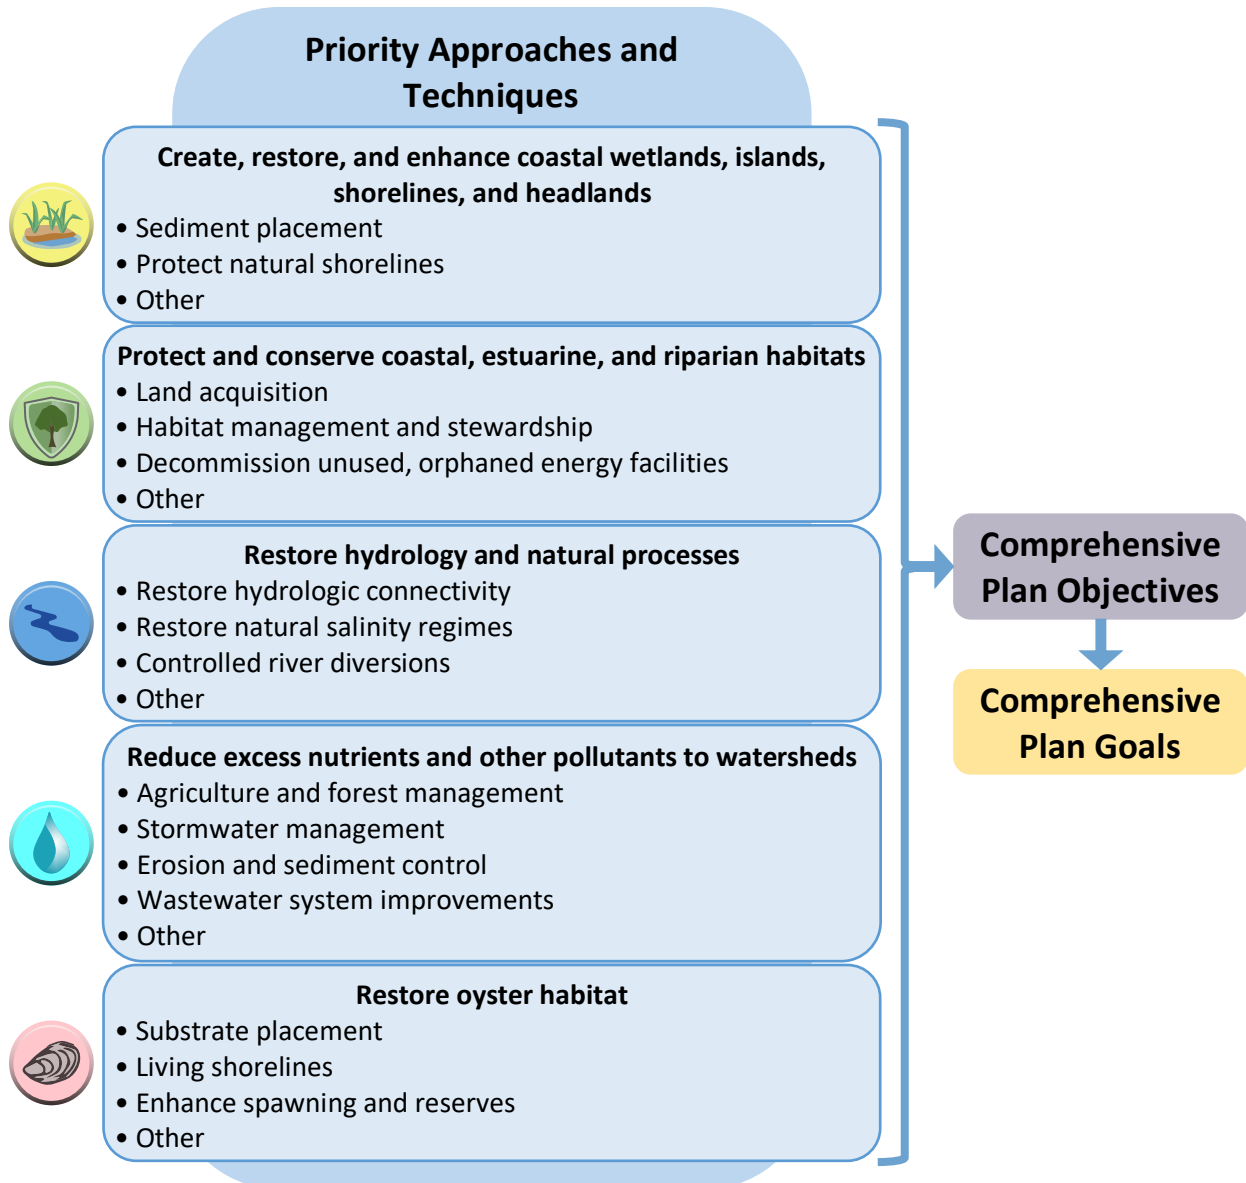 Priority Approaches and
Techniques
Create, restore, and enhance coastal wetlands, islands,
shorelines, and headlands
• Sediment placement
• Protect natural shorelines
• Other
Protect and conserve coastal, estuarine, and riparian habitats
• Land acquisition
• Habitat management and stewardship
• Decommission unused, orphaned energy facilities
• Other
Restore hydrology and natural processes
• Restore hydrologic connectivity
• Restore natural salinity regimes
• Controlled river diversions
• Other
Reduce excess nutrients and other pollutants to watersheds
• Agriculture and forest management
• Stormwater management
• Erosion and sediment control
• Wastewater system improvements
• Other
Restore oyster habitat
• Substrate placement
• Living shorelines
• Enhance spawning and reserves
• Other
Comprehensive
Plan Objectives
Comprehensive
Plan Goals